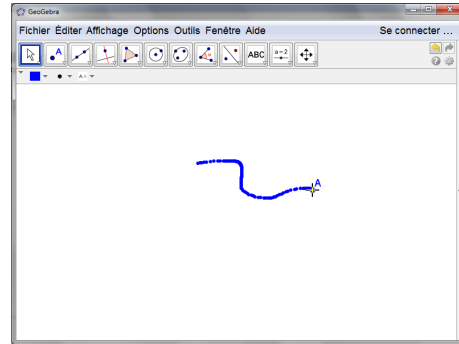 GeoGebra
Fichier Éditer Affichage Options Outils Fenêtre Aide Se connecter ...
A ABC a=2
A